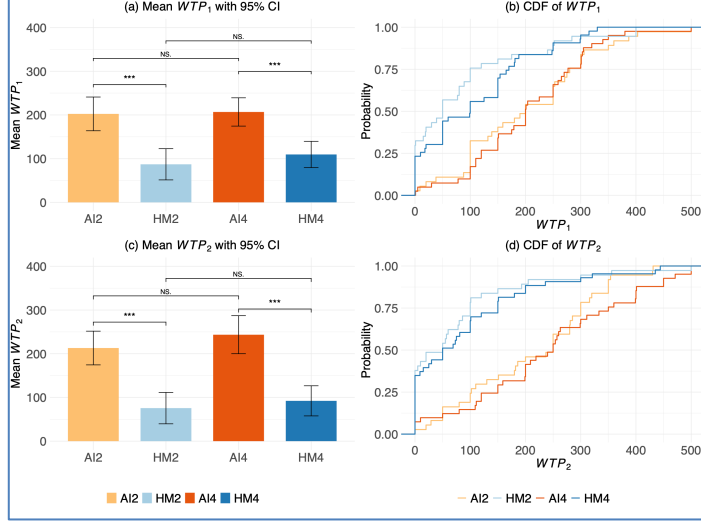 (a) Mean WTP₁ with 95% CI
Mean WTP₁
400
300
200
100
0
NS.
NS.
***
***
AI2 HM2 AI4 HM4
(b) CDF of WTP₁
Probability
1.00
0.75
0.50
0.25
0.00
0 100 200 300 400 500
WTP₁
(c) Mean WTP₂ with 95% CI
Mean WTP₂
400
300
200
100
0
NS.
NS.
***
***
AI2 HM2 AI4 HM4
(d) CDF of WTP₂
Probability
1.00
0.75
0.50
0.25
0.00
0 100 200 300 400 500
WTP₂
AI2 HM2 AI4 HM4
AI2 HM2 AI4 HM4